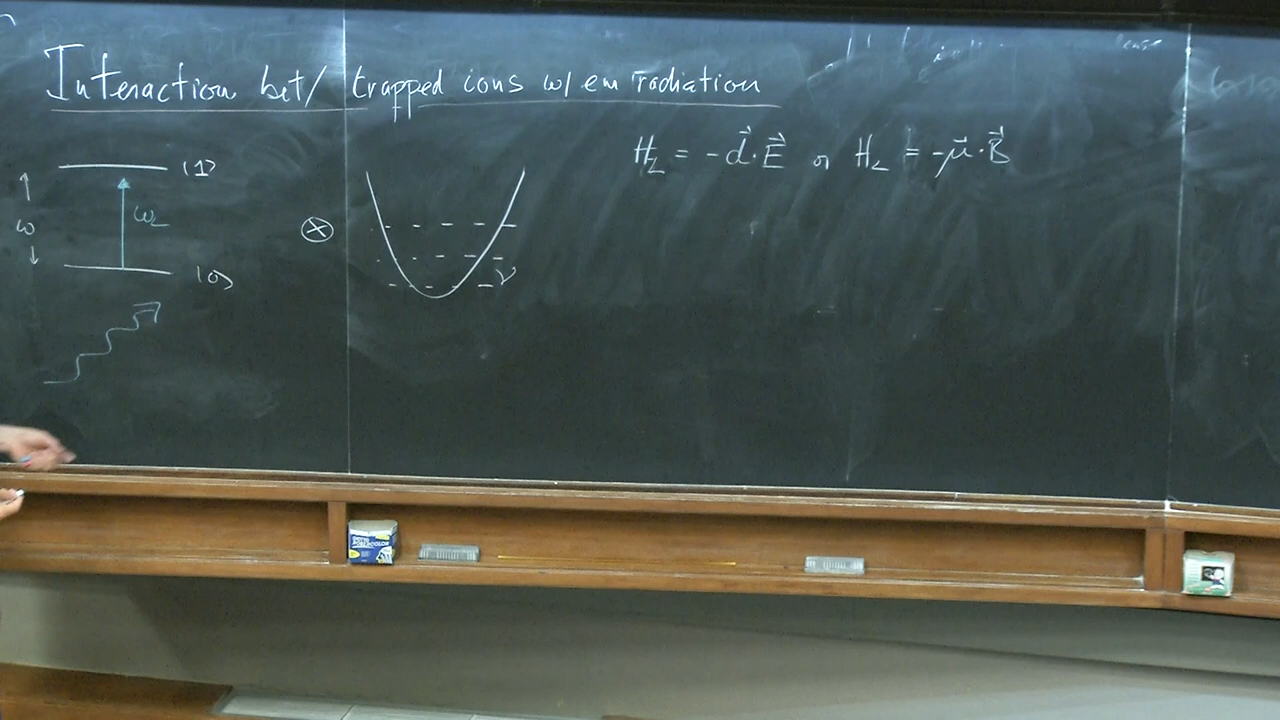 Interaction bet/ trapped ions w/ em radiation
H_L = -d⃗·E⃗ or H_L = -μ⃗·B⃗
|1⟩
ω ω_L
⊗
|0⟩ ν